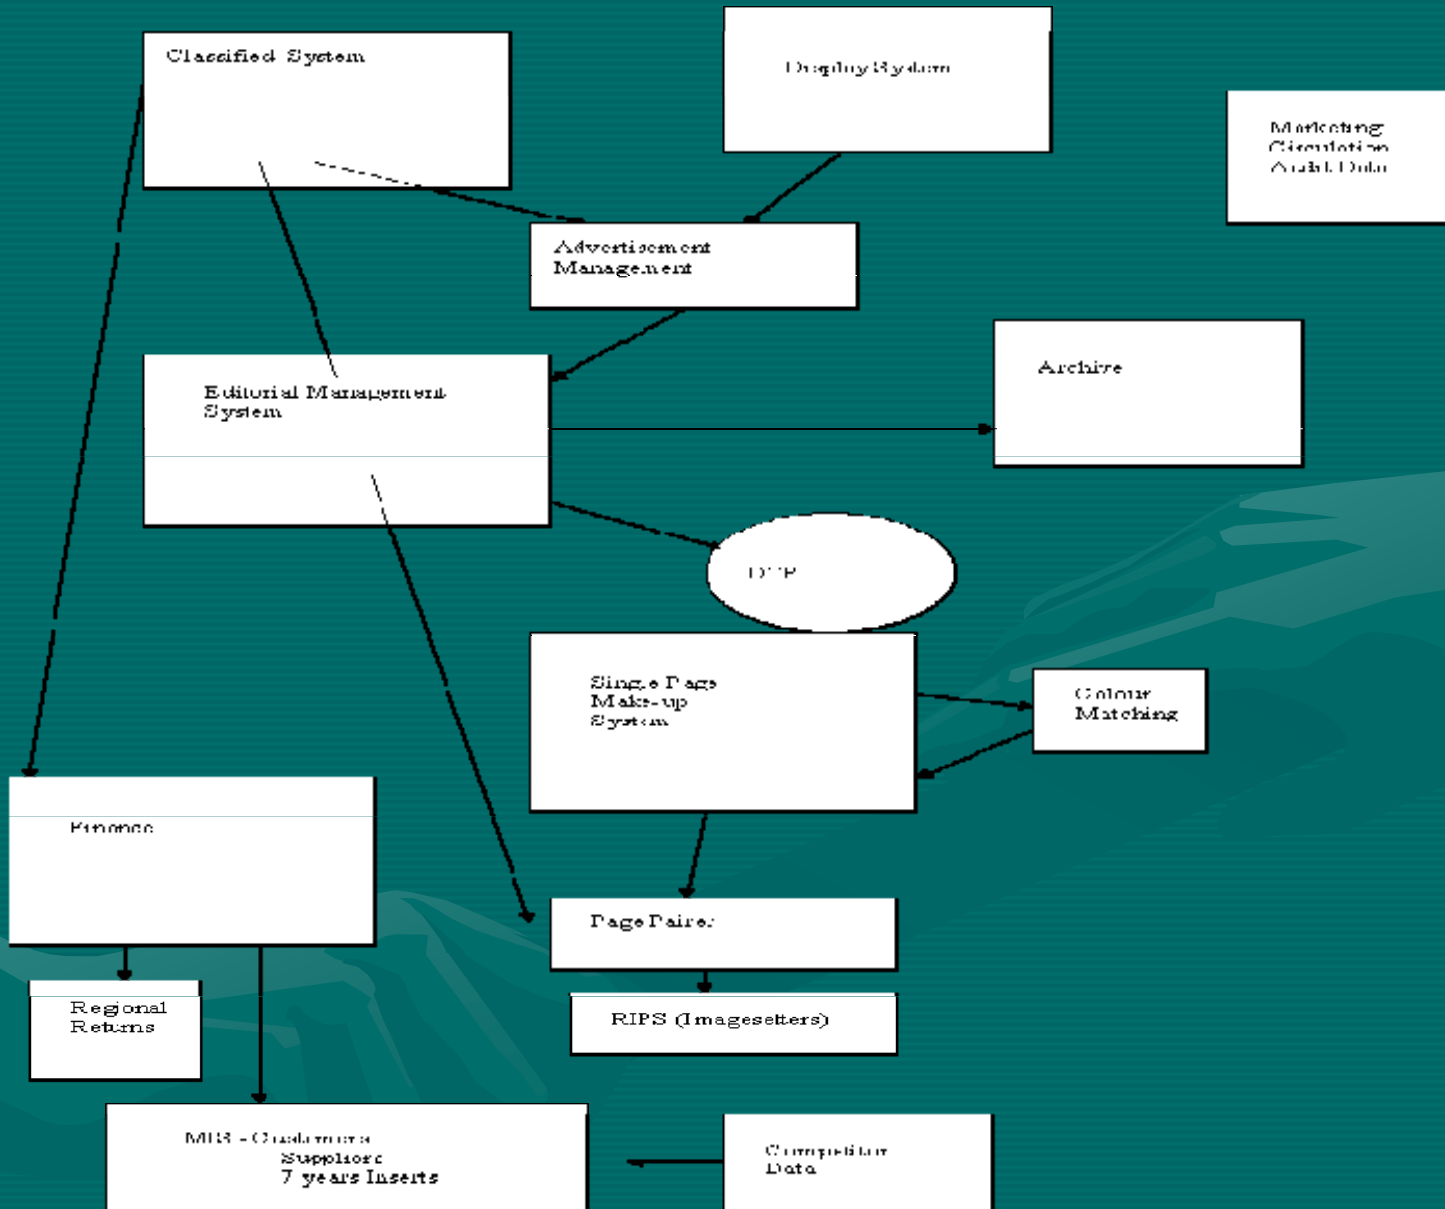 Classified System
Display System
Marketing
Circulation
Audit Data
Advertisement
Management
Archive
Editorial Management
System
DTP
Single Page
Make-up
System
Colour
Matching
Finance
Page Pairer
Regional
Returns
RIPS (Imagesetters)
MIS - Customers
Suppliers
7 years Inserts
Competitor
Data